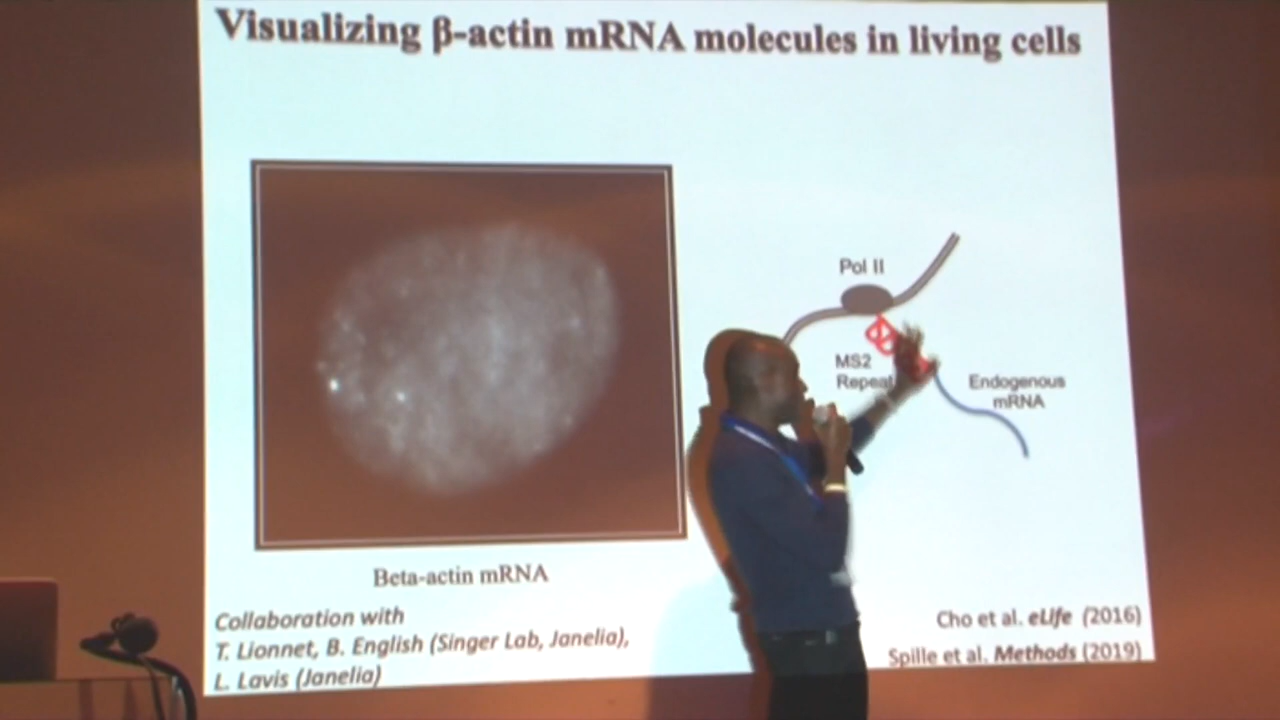 Visualizing β-actin mRNA molecules in living cells
Pol II
MS2
Repeat
Endogenous
mRNA
Beta-actin mRNA
Collaboration with
T. Lionnet, B. English (Singer Lab, Janelia),
L. Lavis (Janelia)
Cho et al. eLife (2016)
Spille et al. Methods (2019)